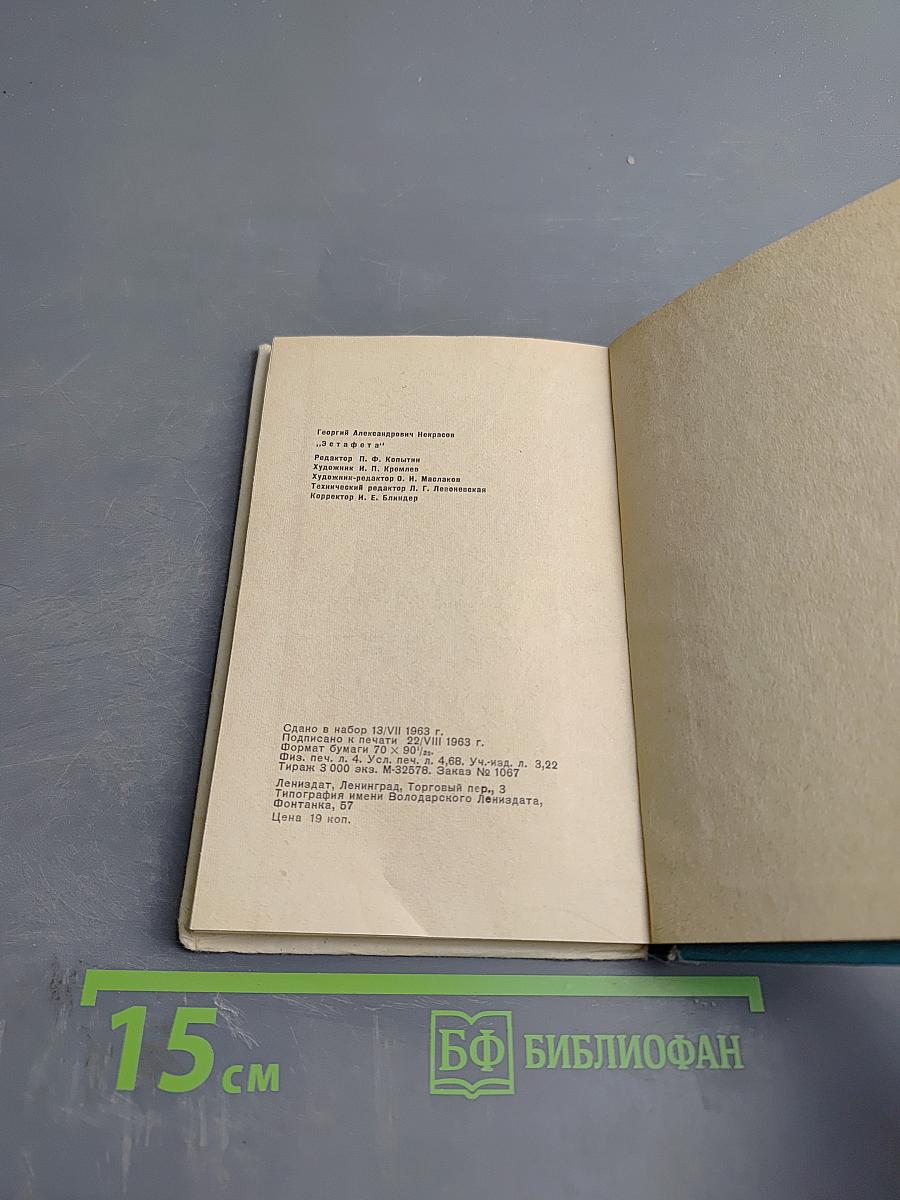 Георгий Александрович Некрасов
„Эстафета"
Редактор П. Ф. Копытин
Художник И. П. Кремлев
Художник-редактор О. И. Маслаков
Технический редактор Л. Г. Левоневская
Корректор И. Е. Блиндер
Сдано в набор 13/VII 1963 г.
Подписано к печати 22/VIII 1963 г.
Формат бумаги 70 × 90¹/₃₂.
Физ. печ. л. 4. Усл. печ. л. 4,68. Уч.-изд. л. 3,22
Тираж 3 000 экз. М-32578. Заказ № 1067
Лениздат, Ленинград, Торговый пер., 3
Типография имени Володарского Лениздата,
Фонтанка, 57
Цена 19 коп.
15 см
БФ БИБЛИОФАН